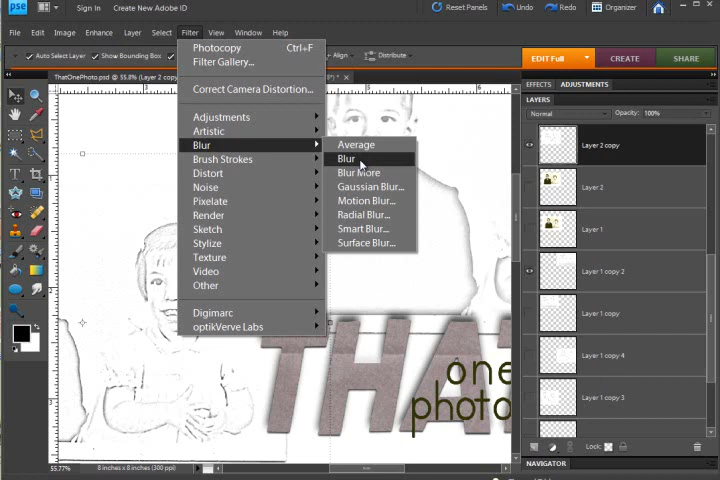 pse
Sign In
Create New Adobe ID
Reset Panels
Undo
Redo
Organizer
File Edit Image Enhance Layer Select Filter View Window Help
Auto Select Layer
Show Bounding Box
Align
Distribute
EDIT Full
CREATE
SHARE
ThatOnePhoto.psd @ 55.8% (Layer 2 copy
8*) ×
Photocopy Ctrl+F
Filter Gallery...
Correct Camera Distortion...
Adjustments
Artistic
Blur
Brush Strokes
Distort
Noise
Pixelate
Render
Sketch
Stylize
Texture
Video
Other
Digimarc
optikVerve Labs
Average
Blur
Blur More
Gaussian Blur...
Motion Blur...
Radial Blur...
Smart Blur...
Surface Blur...
3
5
6
2
3
THAT
one
photo
EFFECTS ADJUSTMENTS
LAYERS
Normal
Opacity: 100%
Layer 2 copy
Layer 2
Layer 1
Layer 1 copy 2
Layer 1 copy
Layer 1 copy 4
Layer 1 copy 3
Lock:
NAVIGATOR
55.77%
8 inches x 8 inches (300 ppi)